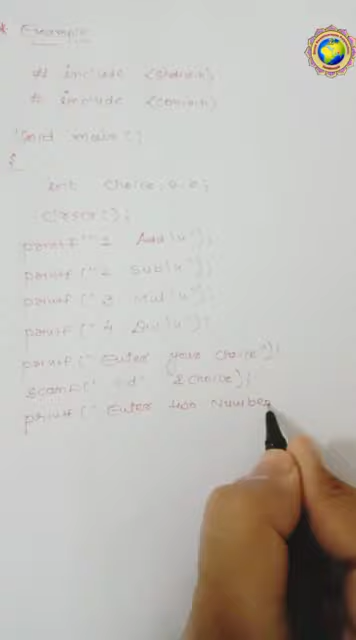 * Example
# include <stdio.h>
# include <conio.h>
void main()
{
int choice, a, b;
clrscr();
printf("1 Add \n");
printf("2 Sub \n");
printf("3 Mul \n");
printf("4 Div \n");
printf(" Enter your choice");
scanf(" %d" &choice);
printf(" Enter two Number